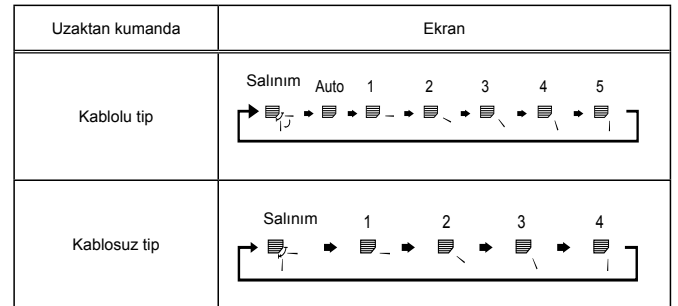 Uzaktan kumanda Ekran
Kablolu tip
Salınım Auto 1 2 3 4 5
Kablosuz tip
Salınım 1 2 3 4